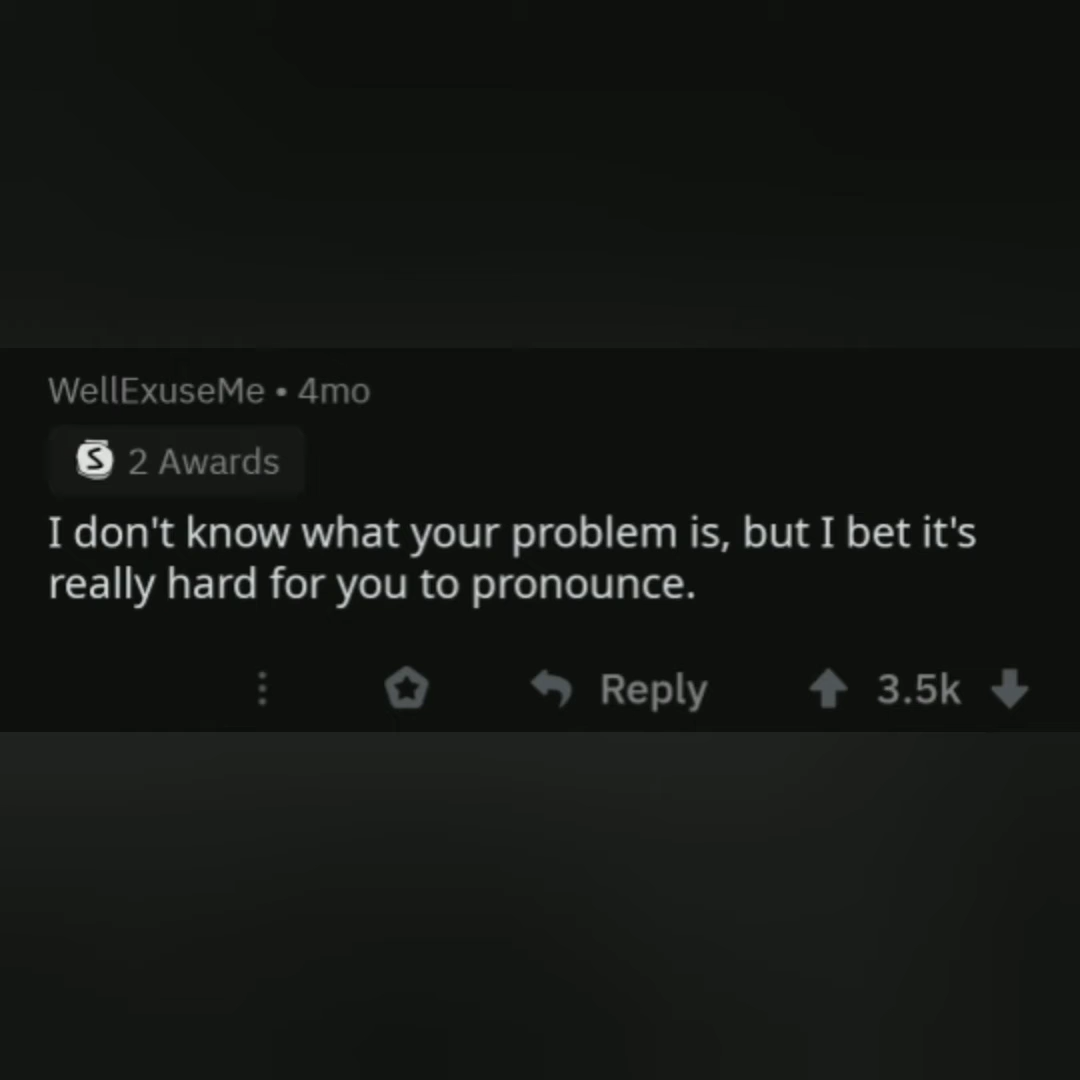 WellExuseMe • 4mo
S 2 Awards
I don't know what your problem is, but I bet it's
really hard for you to pronounce.
Reply 3.5k